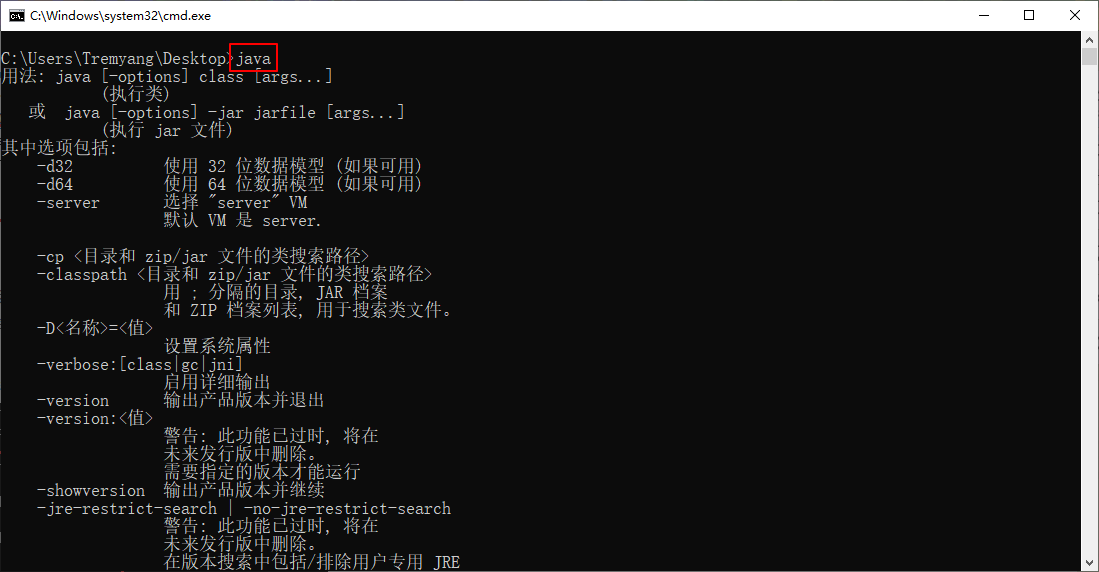 C:\Windows\system32\cmd.exe
C:\Users\Tremyang\Desktop>java
用法: java [-options] class [args...]
(执行类)
或 java [-options] -jar jarfile [args...]
(执行 jar 文件)
其中选项包括:
-d32 使用 32 位数据模型 (如果可用)
-d64 使用 64 位数据模型 (如果可用)
-server 选择 "server" VM
默认 VM 是 server.
-cp <目录和 zip/jar 文件的类搜索路径>
-classpath <目录和 zip/jar 文件的类搜索路径>
用 ; 分隔的目录, JAR 档案
和 ZIP 档案列表, 用于搜索类文件。
-D<名称>=<值>
设置系统属性
-verbose:[class|gc|jni]
启用详细输出
-version 输出产品版本并退出
-version:<值>
警告: 此功能已过时, 将在
未来发行版中删除。
需要指定的版本才能运行
-showversion 输出产品版本并继续
-jre-restrict-search | -no-jre-restrict-search
警告: 此功能已过时, 将在
未来发行版中删除。
在版本搜索中包括/排除用户专用 JRE